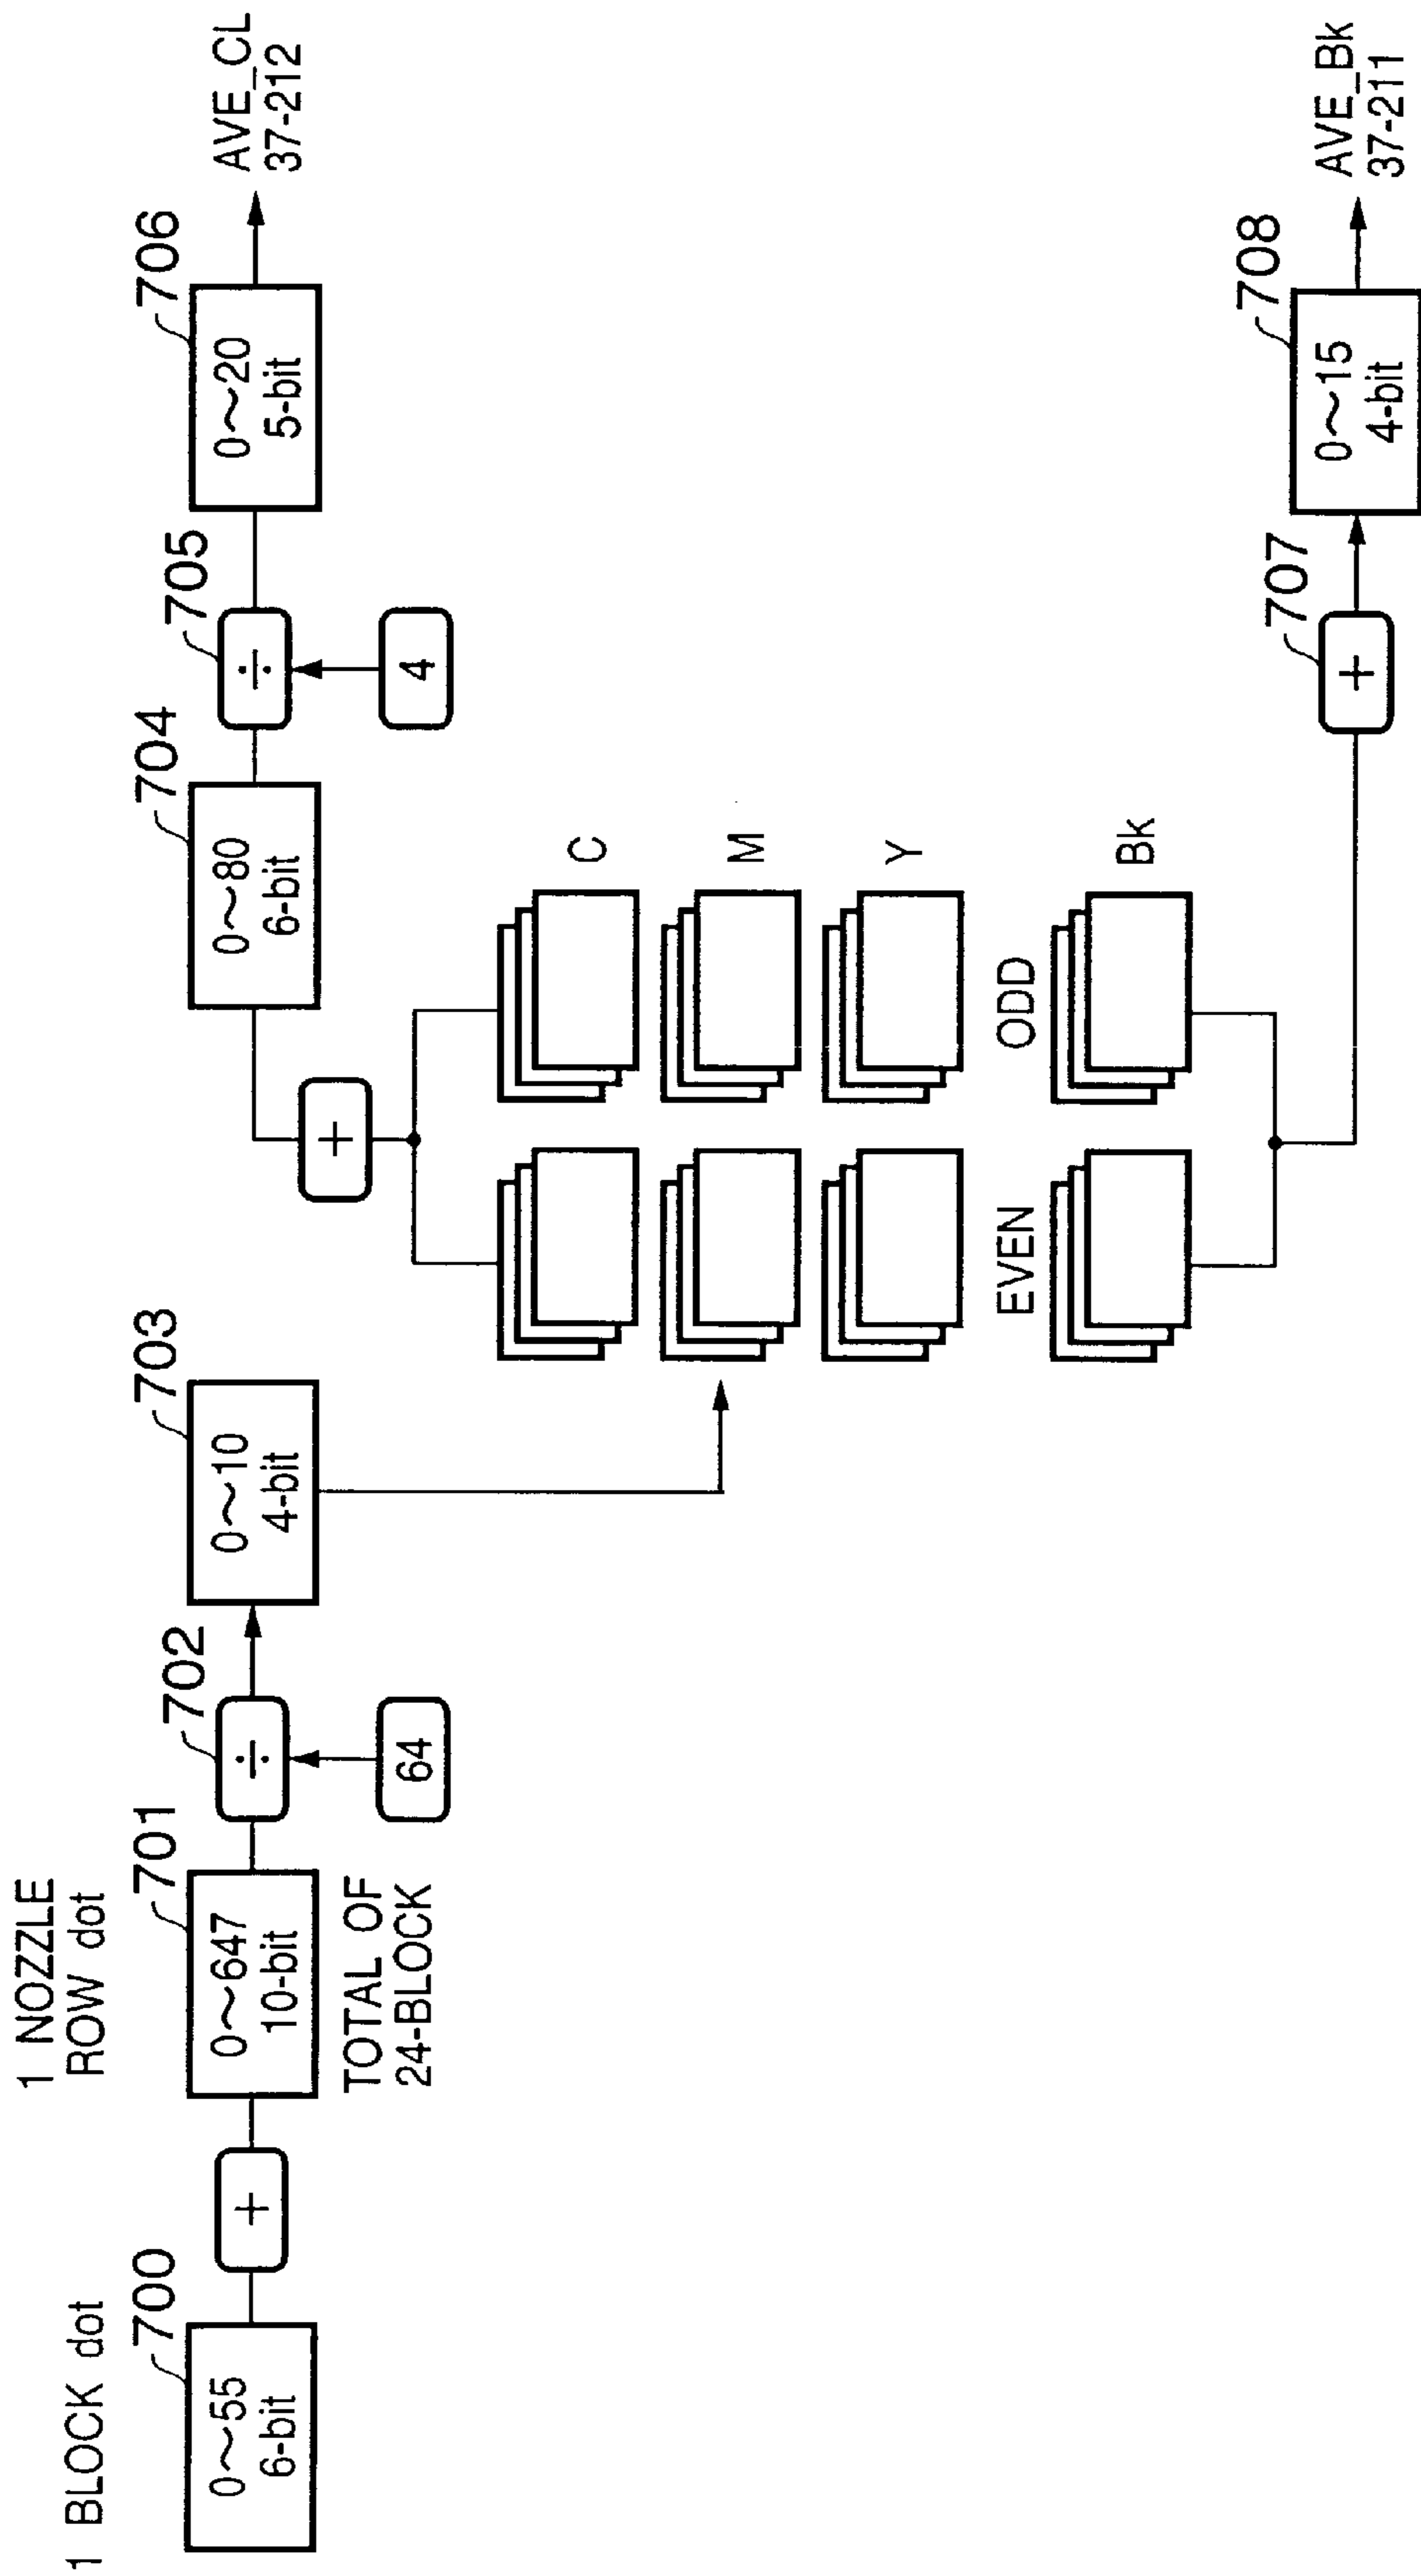 1 BLOCK dot
700
0~55
6-bit
+
1 NOZZLE
ROW dot
701
0~647
10-bit
TOTAL OF
24-BLOCK
702
÷
64
703
0~10
4-bit
+
704
0~80
6-bit
705
÷
4
706
0~20
5-bit
AVE_CL
37-212
C
M
Y
EVEN
ODD
Bk
707
+
708
0~15
4-bit
AVE_Bk
37-211